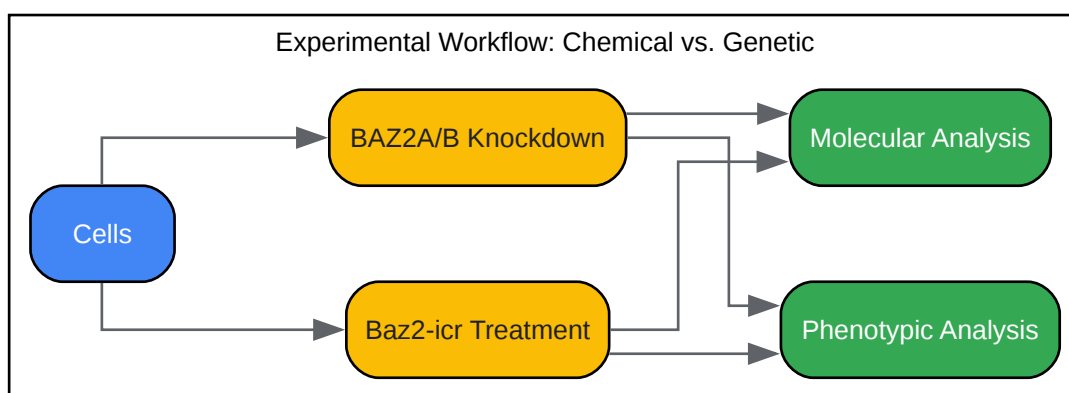 Experimental Workflow: Chemical vs. Genetic
BAZ2A/B Knockdown
Molecular Analysis
Cells
Baz2-icr Treatment
Phenotypic Analysis